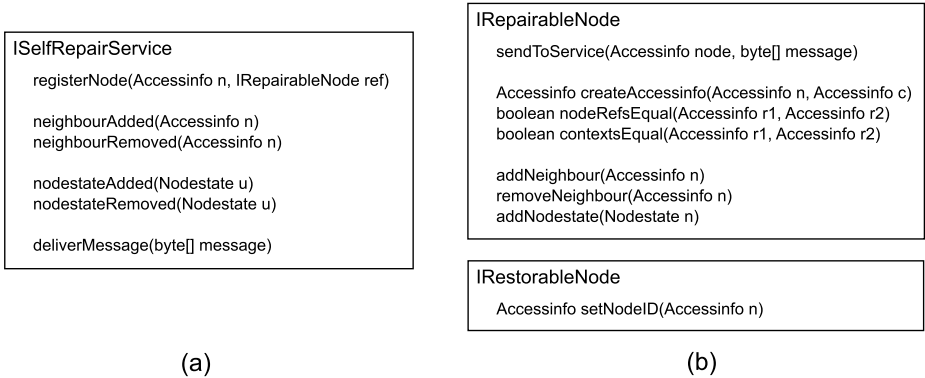 ISelfRepairService
registerNode(Accessinfo n, IRepairableNode ref)
neighbourAdded(Accessinfo n)
neighbourRemoved(Accessinfo n)
nodestateAdded(Nodestate u)
nodestateRemoved(Nodestate u)
deliverMessage(byte[] message)
(a)
IRepairableNode
sendToService(Accessinfo node, byte[] message)
Accessinfo createAccessinfo(Accessinfo n, Accessinfo c)
boolean nodeRefsEqual(Accessinfo r1, Accessinfo r2)
boolean contextsEqual(Accessinfo r1, Accessinfo r2)
addNeighbour(Accessinfo n)
removeNeighbour(Accessinfo n)
addNodestate(Nodestate n)
IRestorableNode
Accessinfo setNodeID(Accessinfo n)
(b)